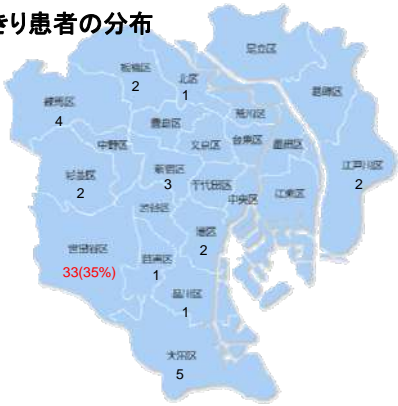 きり患者の分布
足立区
板橋区
2
北区
1
葛飾区
練馬区
4
荒川区
豊島区
中野区
文京区
台東区
墨田区
杉並区
2
新宿区
3
千代田区
江戸川区
2
中央区
江東区
渋谷区
港区
2
世田谷区
33(35%)
目黒区
1
品川区
1
大田区
5